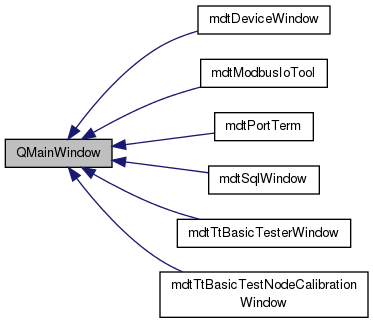 mdtDeviceWindow
mdtModbusIoTool
mdtPortTerm
QMainWindow
mdtSqlWindow
mdtTtBasicTesterWindow
mdtTtBasicTestNodeCalibration
Window